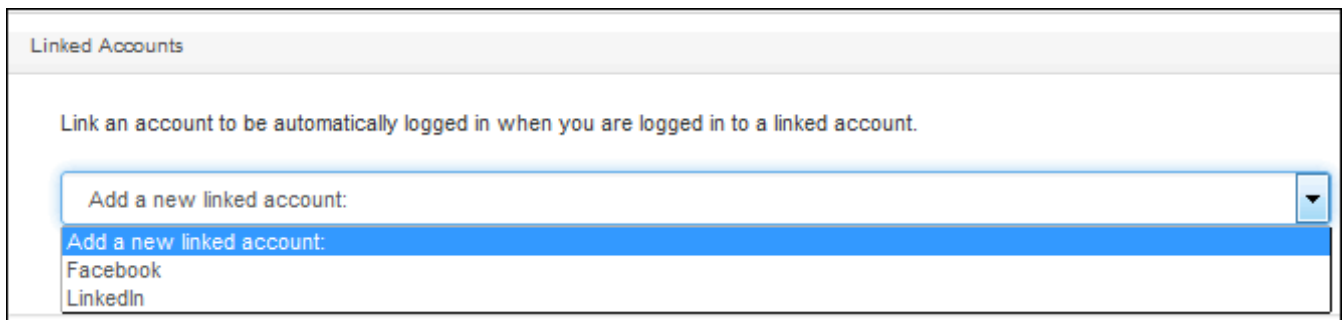 Linked Accounts
Link an account to be automatically logged in when you are logged in to a linked account.
Add a new linked account:
Add a new linked account:
Facebook
LinkedIn